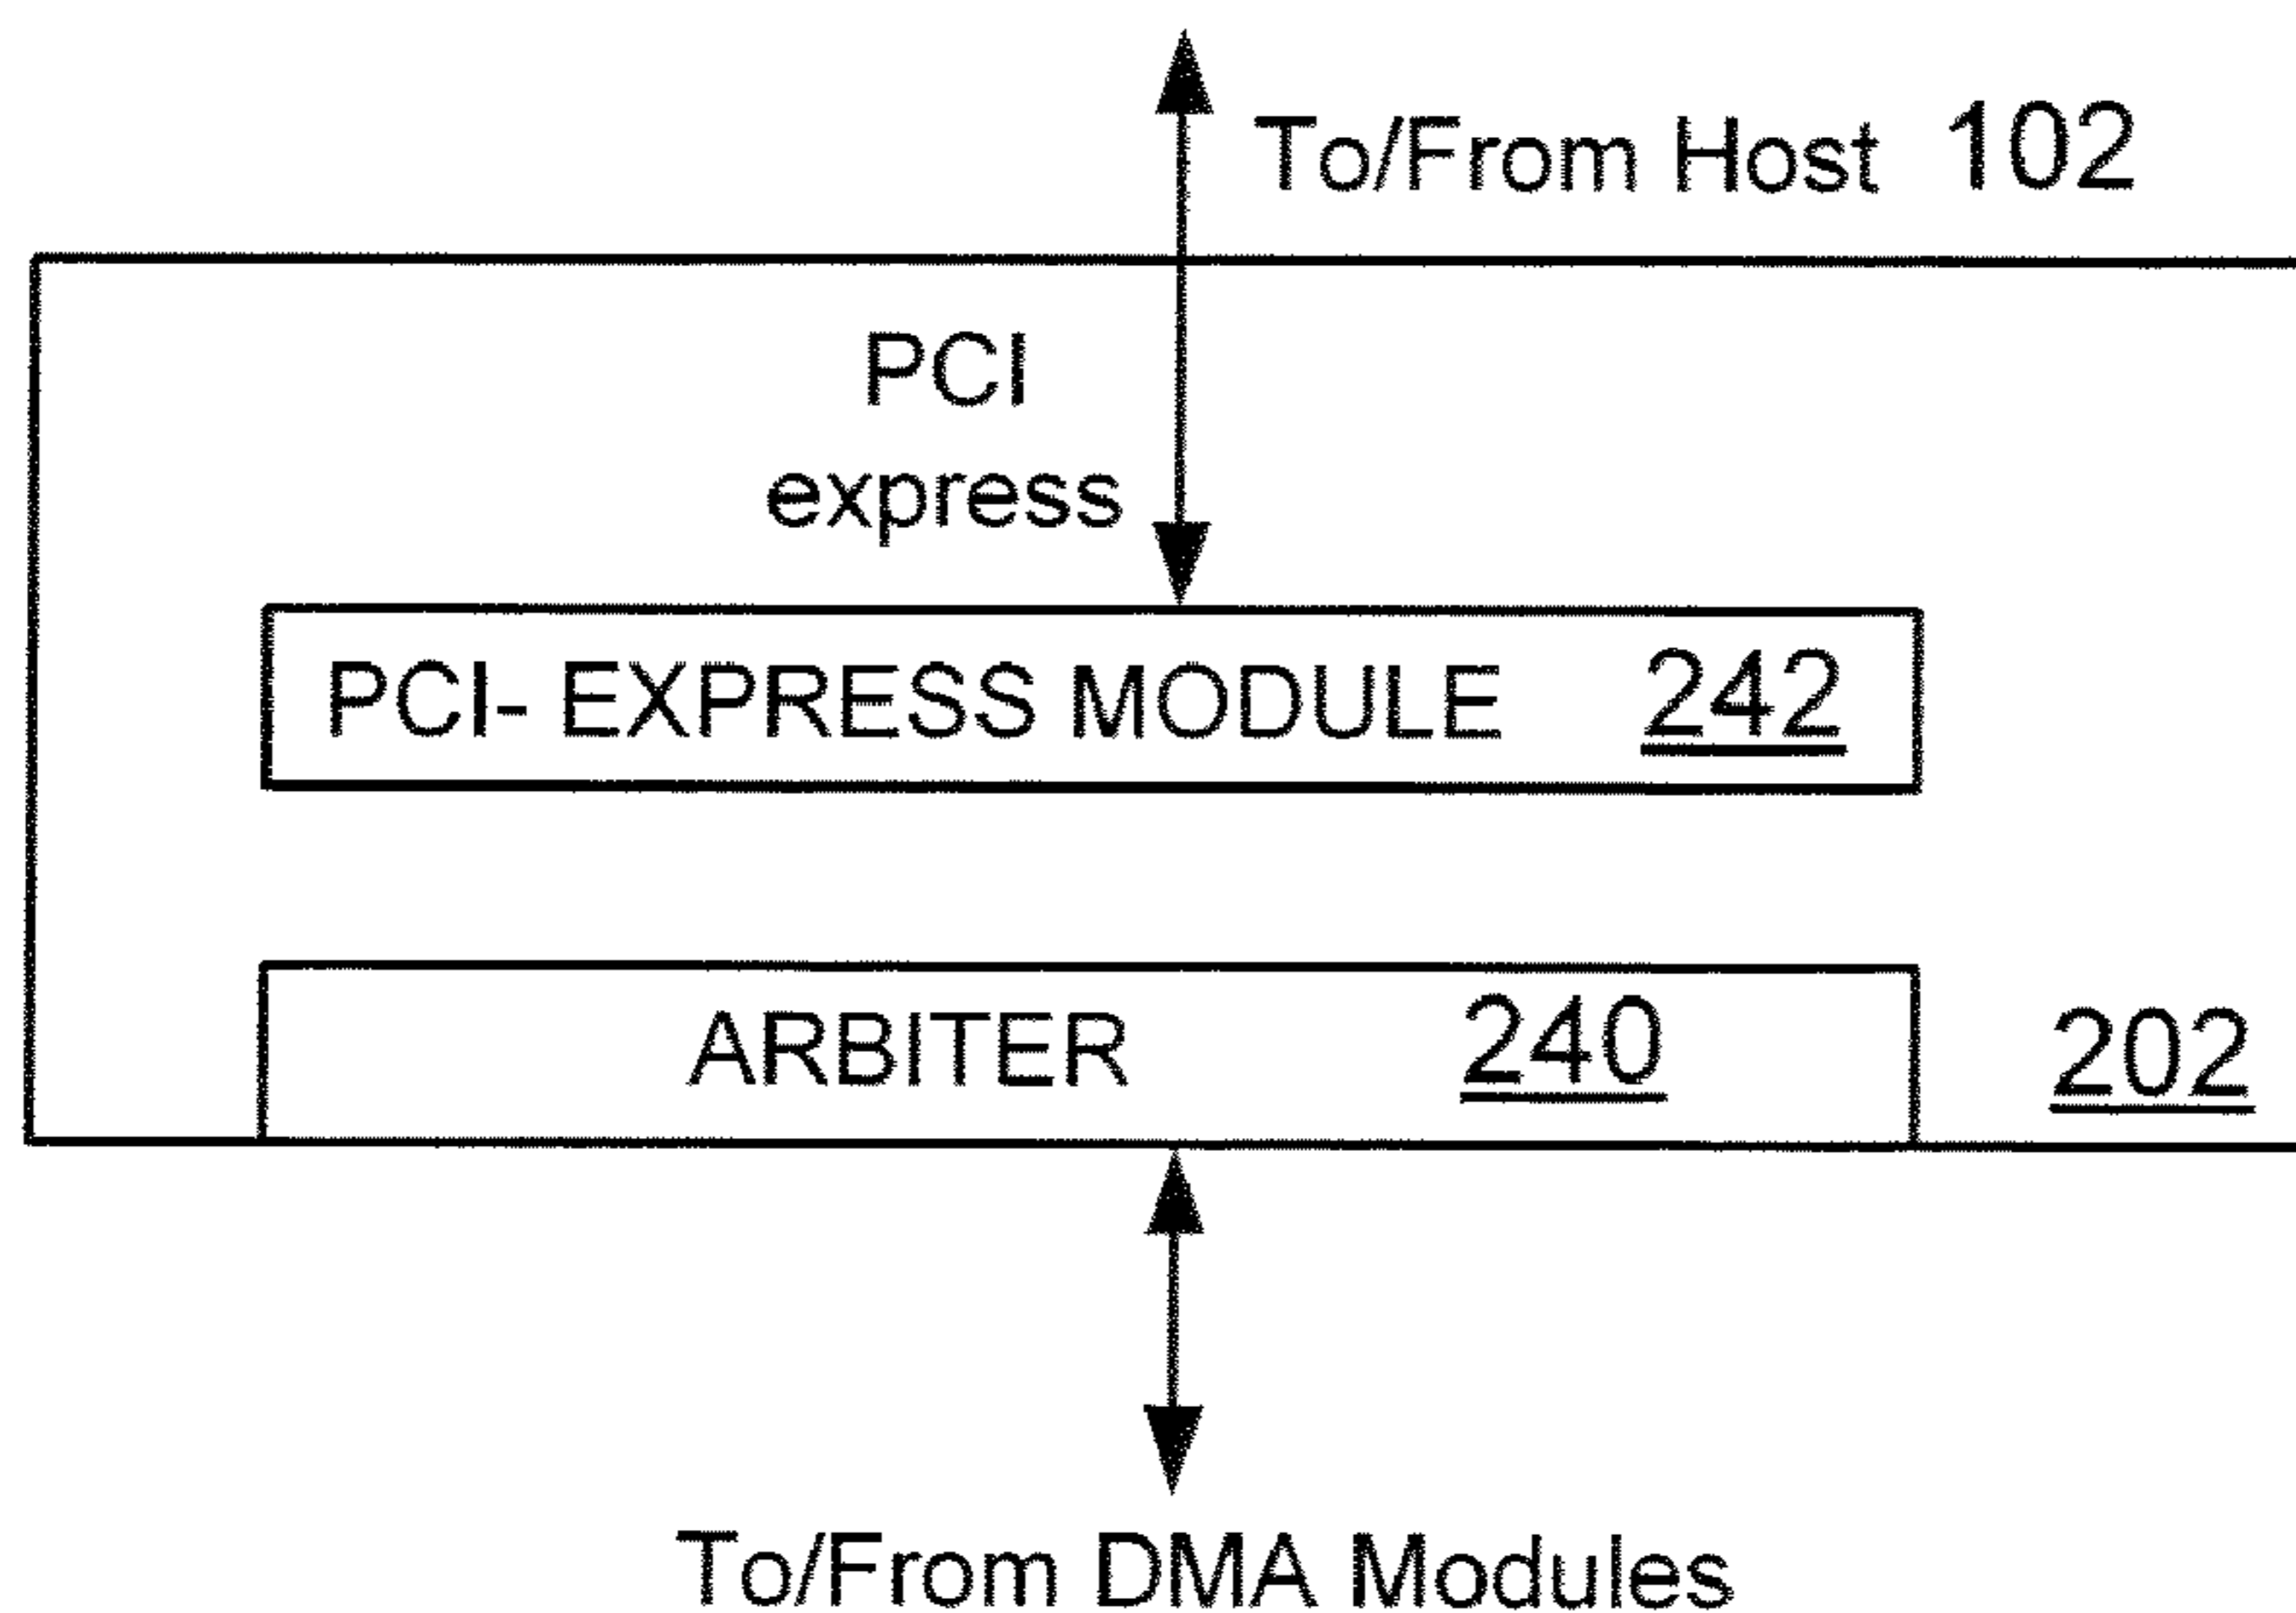 To/From Host 102
PCI
express
PCI- EXPRESS MODULE 242
ARBITER 240
202
To/From DMA Modules